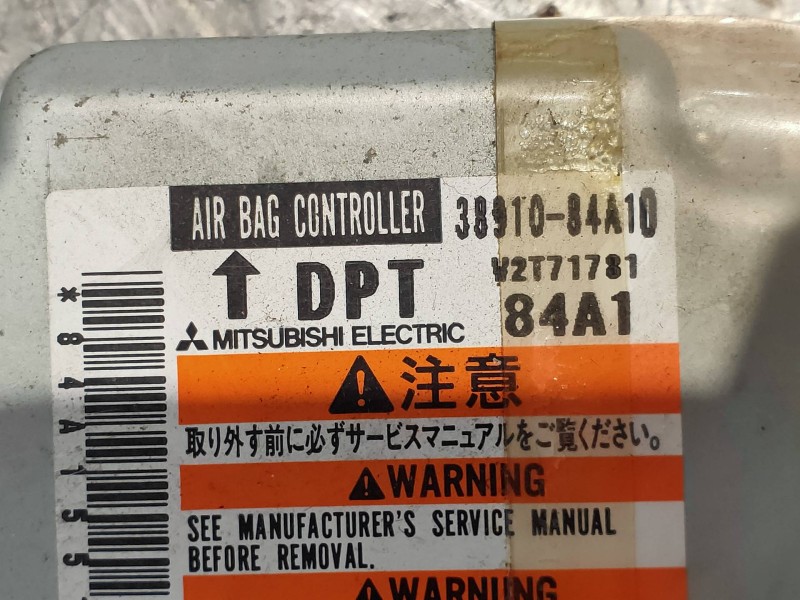 AIR BAG CONTROLLER 38910-84A10
↑ DPT W2T71781
84A1
MITSUBISHI ELECTRIC
注意
取り外す前に必ずサービスマニュアルをご覧ください。
WARNING
SEE MANUFACTURER'S SERVICE MANUAL
BEFORE REMOVAL.
WARNING
*84A155